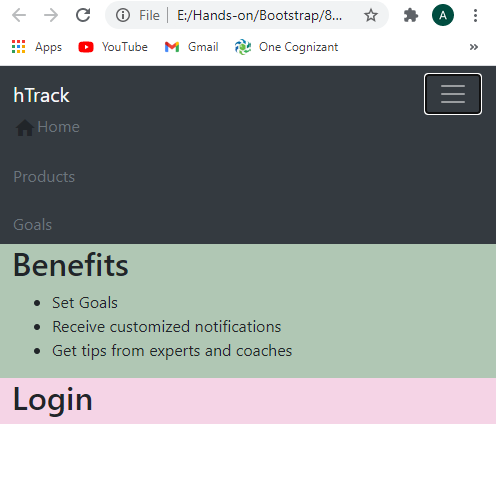 File | E:/Hands-on/Bootstrap/8...
A
Apps YouTube Gmail One Cognizant »
hTrack
Home
Products
Goals
Benefits
• Set Goals
• Receive customized notifications
• Get tips from experts and coaches
Login